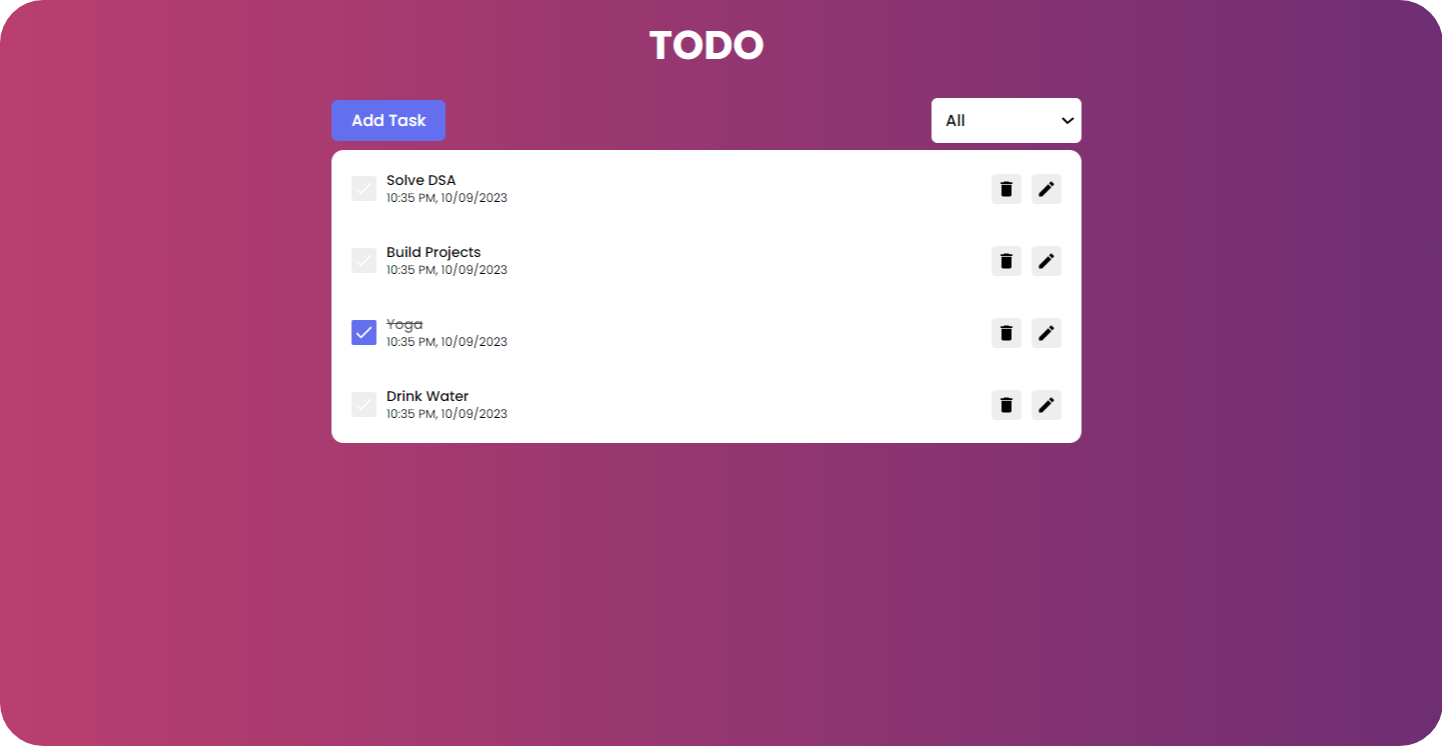 TODO
Add Task
All
Solve DSA
10:35 PM, 10/09/2023
Build Projects
10:35 PM, 10/09/2023
Yoga
10:35 PM, 10/09/2023
Drink Water
10:35 PM, 10/09/2023